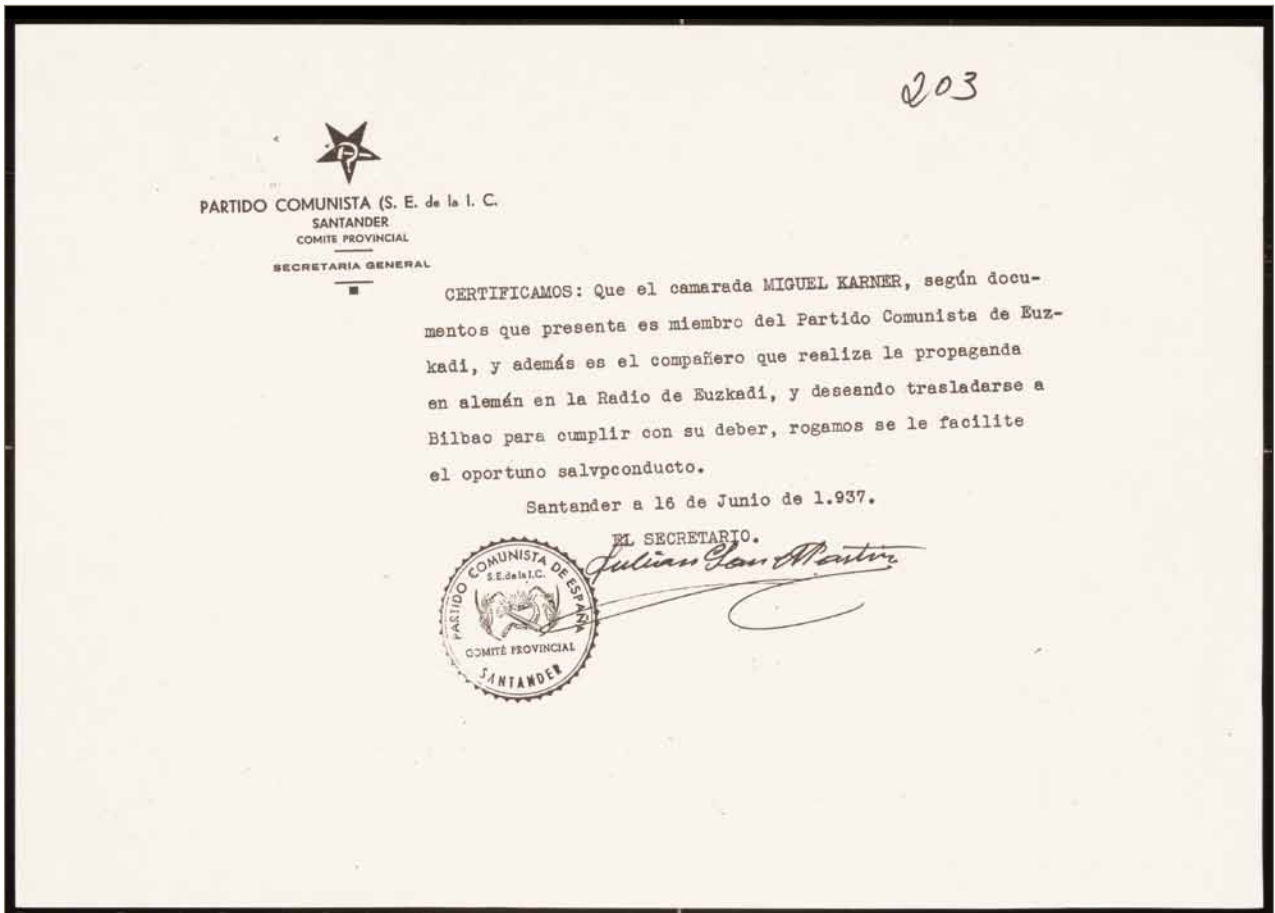 203
PARTIDO COMUNISTA (S. E. de la I. C.
SANTANDER
COMITE PROVINCIAL
SECRETARIA GENERAL
CERTIFICAMOS: Que el camarada MIGUEL KARNER, según docu-
mentos que presenta es miembro del Partido Comunista de Euz-
kadi, y además es el compañero que realiza la propaganda
en alemán en la Radio de Euzkadi, y deseando trasladarse a
Bilbao para cumplir con su deber, rogamos se le facilite
el oportuno salvpconducto.
Santander a 16 de Junio de 1.937.
EL SECRETARIO.
Julian San Martin
PARTIDO COMUNISTA DE ESPAÑA
S.E. de la I.C.
COMITÉ PROVINCIAL
SANTANDER